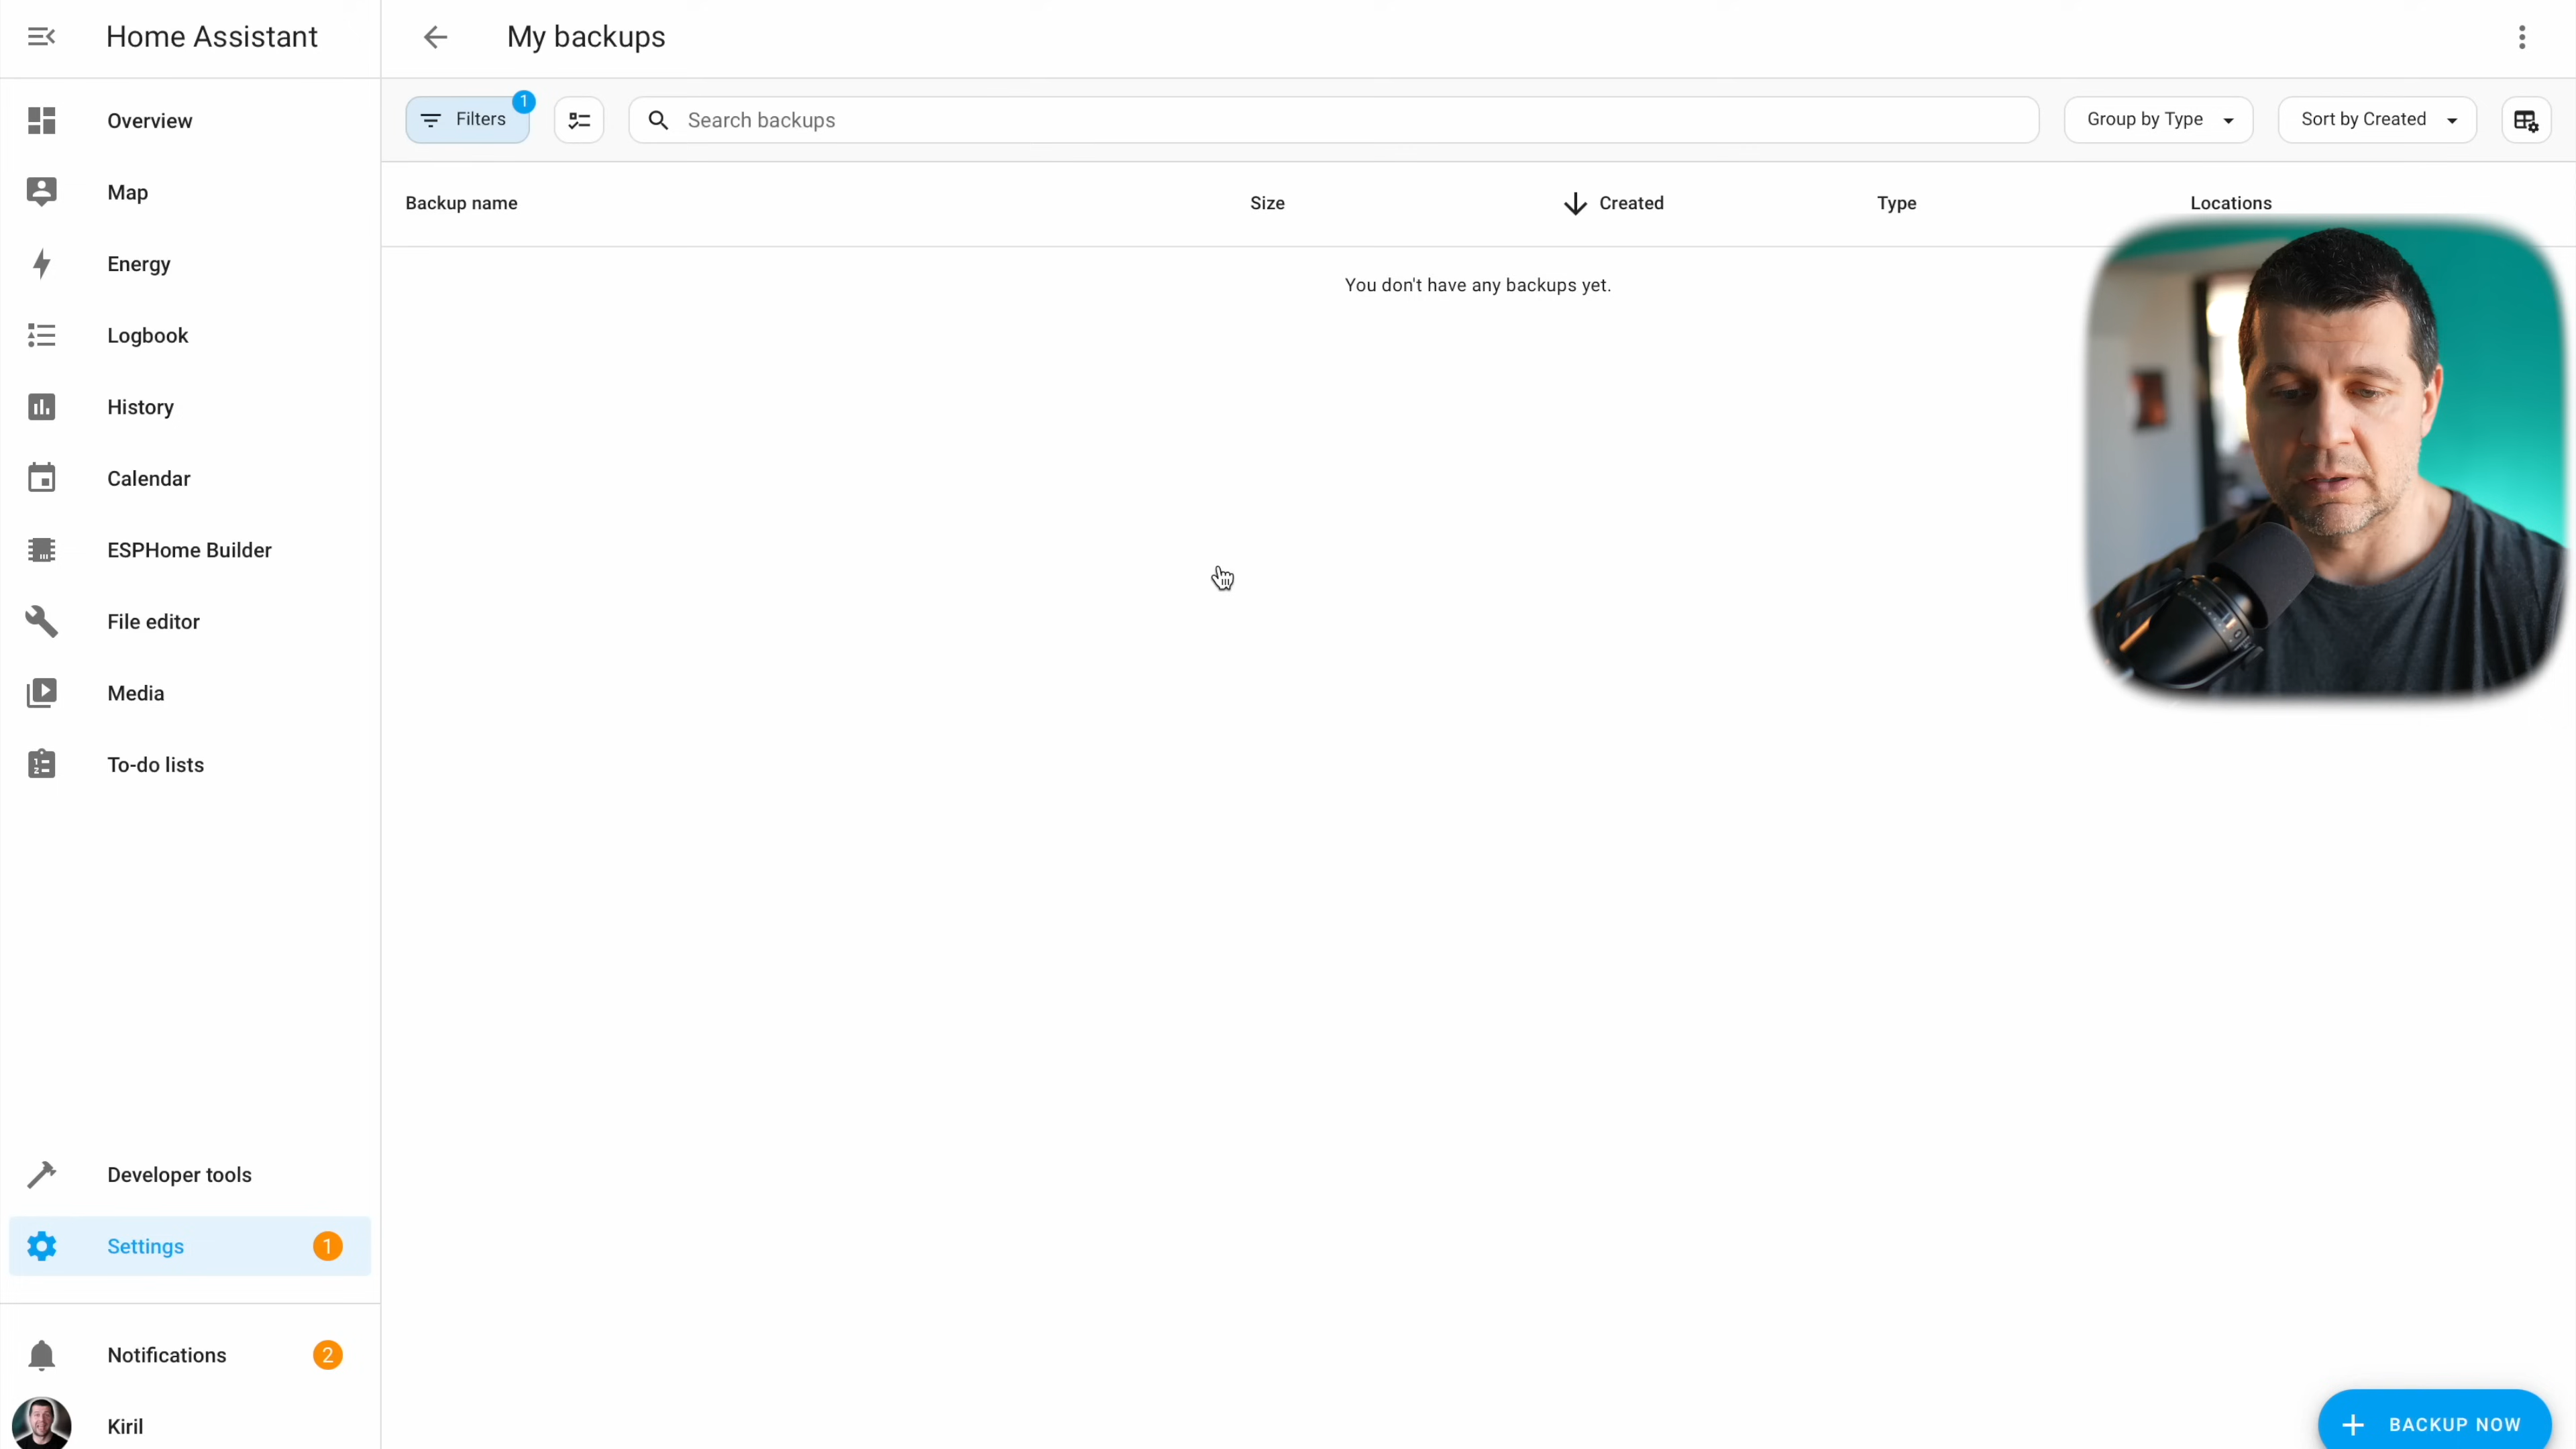 Home Assistant
My backups
Filters
1
Search backups
Group by Type
Sort by Created
Backup name
Size
Created
Type
Locations
You don't have any backups yet.
Overview
Map
Energy
Logbook
History
Calendar
ESPHome Builder
File editor
Media
To-do lists
Developer tools
Settings
1
Notifications
2
Kiril
BACKUP NOW